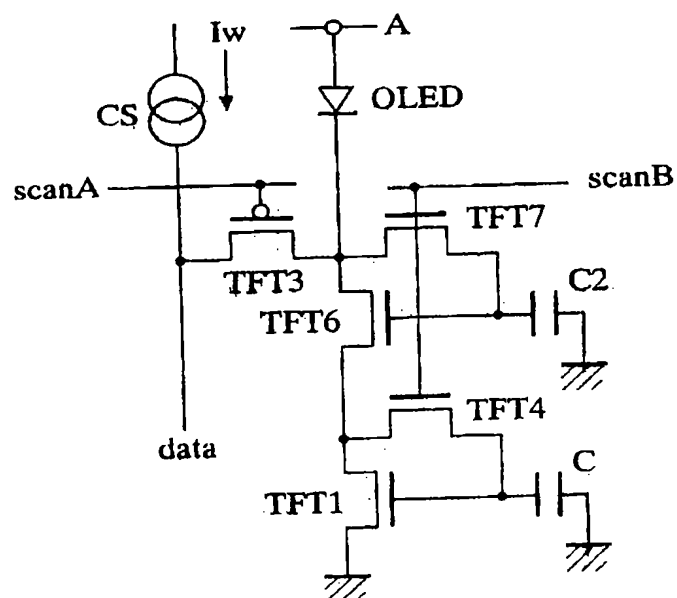 Iw
A
CS
OLED
scanA
scanB
TFT7
TFT3
C2
TFT6
TFT4
data
C
TFT1